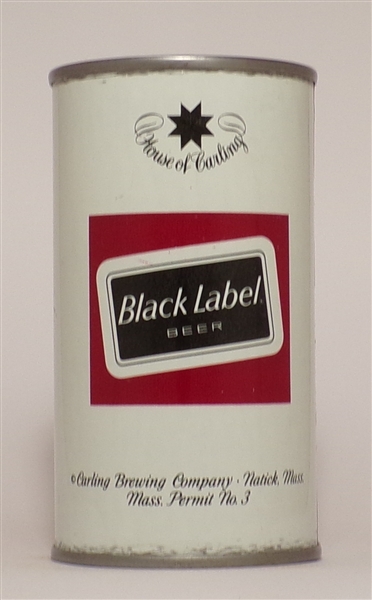 House of Carling
Black Label
BEER
© Carling Brewing Company · Natick, Mass.
Mass. Permit No. 3